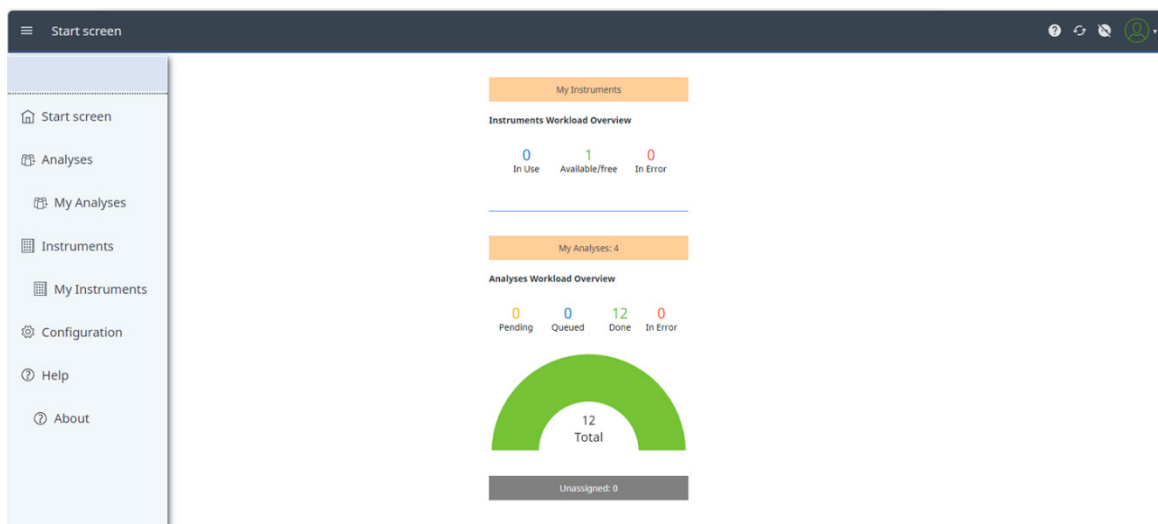 Start screen
Start screen
Analyses
My Analyses
Instruments
My Instruments
Configuration
Help
About
My Instruments
Instruments Workload Overview
0 1 0
In Use Available/free In Error
My Analyses: 4
Analyses Workload Overview
0 0 12 0
Pending Queued Done In Error
12
Total
Unassigned: 0